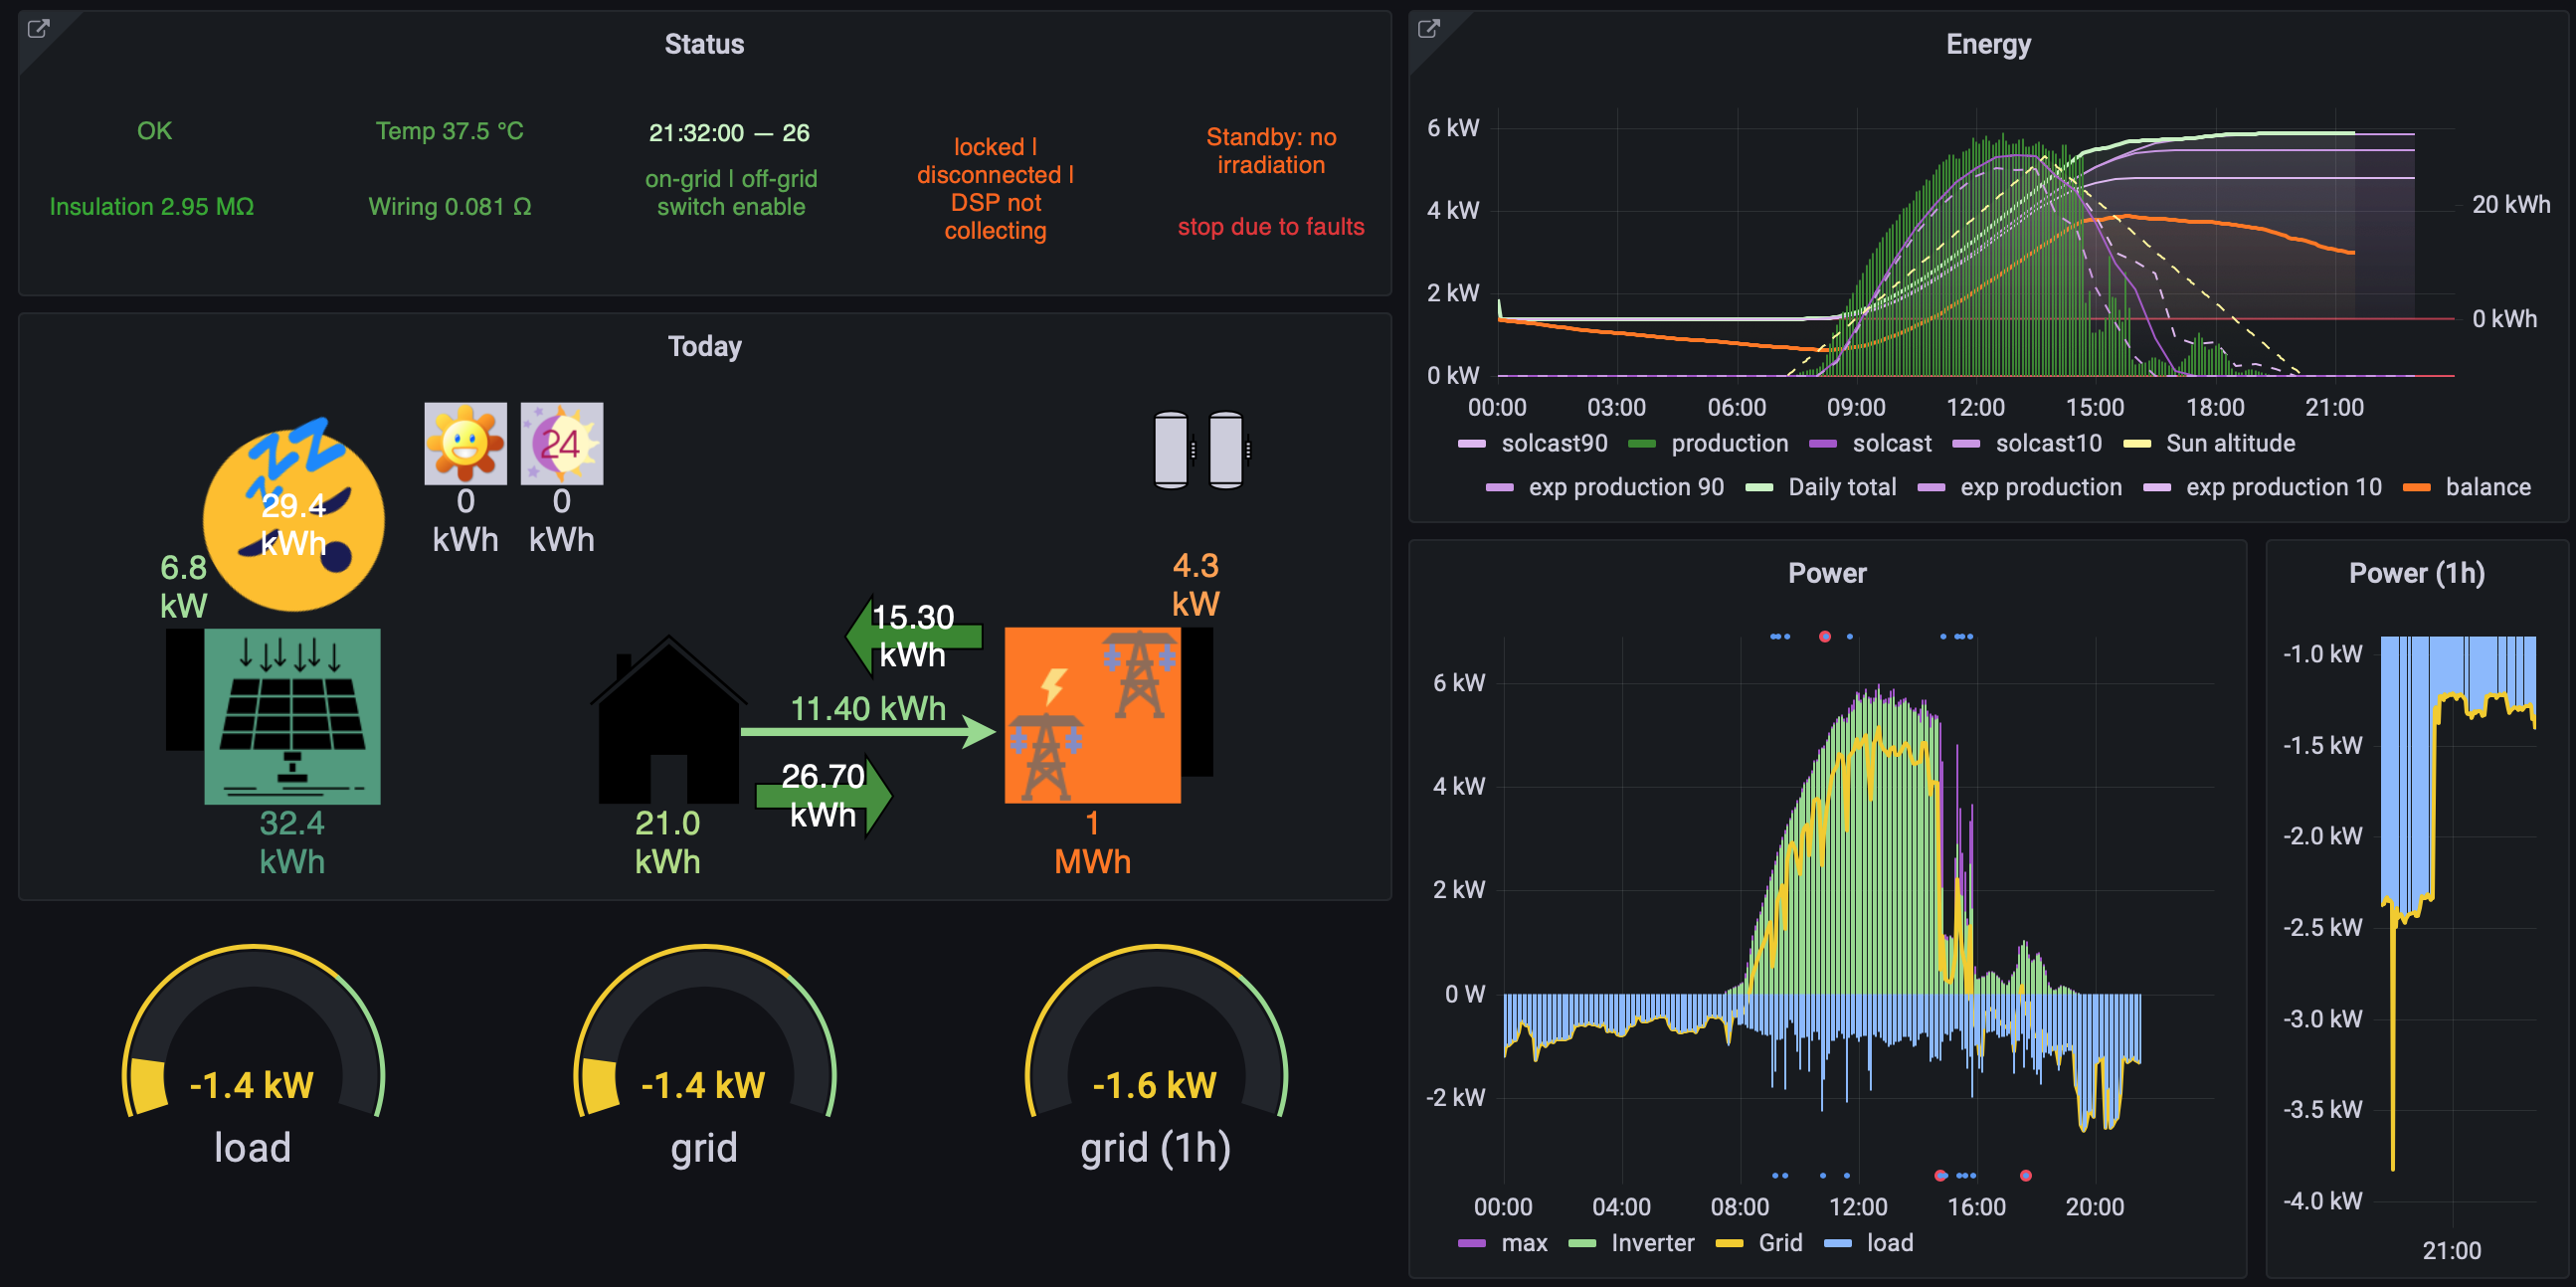 Status
OK
Temp 37.5 °C
21:32:00 — 26
locked |
disconnected |
DSP not
collecting
Standby: no
irradiation
Insulation 2.95 MΩ
Wiring 0.081 Ω
on-grid | off-grid
switch enable
stop due to faults
Today
29.4
kWh
0
kWh
24
0
kWh
6.8
kW
4.3
kW
15.30
kWh
11.40 kWh
26.70
kWh
32.4
kWh
21.0
kWh
1
MWh
-1.4 kW
load
-1.4 kW
grid
-1.6 kW
grid (1h)
Energy
6 kW
4 kW
2 kW
0 kW
20 kWh
0 kWh
00:00 03:00 06:00 09:00 12:00 15:00 18:00 21:00
solcast90 production solcast solcast10 Sun altitude
exp production 90 Daily total exp production exp production 10 balance
Power
6 kW
4 kW
2 kW
0 W
-2 kW
00:00 04:00 08:00 12:00 16:00 20:00
max Inverter Grid load
Power (1h)
-1.0 kW
-1.5 kW
-2.0 kW
-2.5 kW
-3.0 kW
-3.5 kW
-4.0 kW
21:00